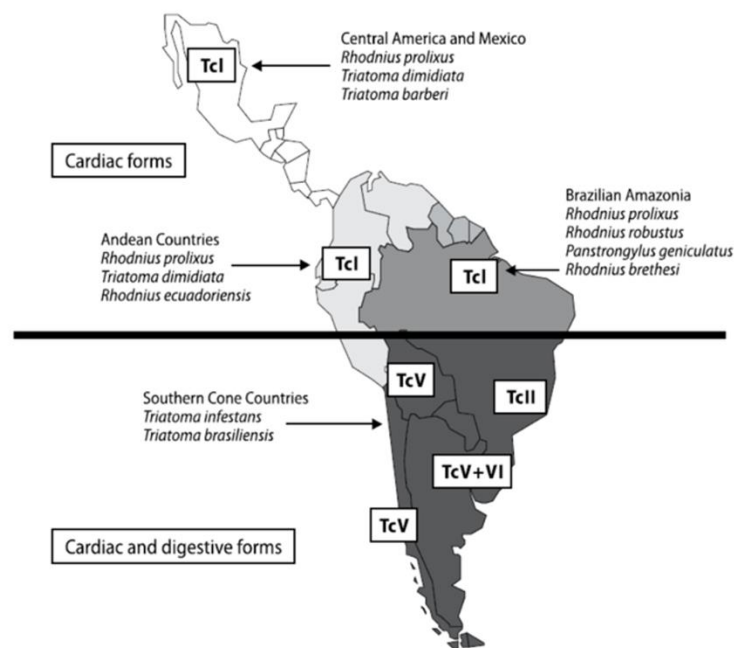 TcI
Central America and Mexico
Rhodnius prolixus
Triatoma dimidiata
Triatoma barberi
Cardiac forms
Brazilian Amazonia
Rhodnius prolixus
Rhodnius robustus
Panstrongylus geniculatus
Rhodnius brethesi
Andean Countries
Rhodnius prolixus
Triatoma dimidiata
Rhodnius ecuadoriensis
TcI
TcI
TcV
TcII
Southern Cone Countries
Triatoma infestans
Triatoma brasiliensis
TcV+VI
TcV
Cardiac and digestive forms